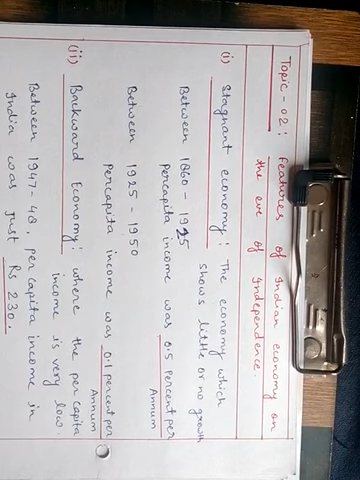 Topic-02: Features of Indian economy on
the eve of Independence.
(i) Stagnant economy: The economy which
shows little or no growth
Between 1860-1925
percapita income was 0.5 percent per
Annum
Between 1925-1950
percapita income was 0.1 percent per
Annum
(ii) Backward Economy: where the per capita
income is very low.
Between 1947-48 per capita income in
India was just Rs 230.